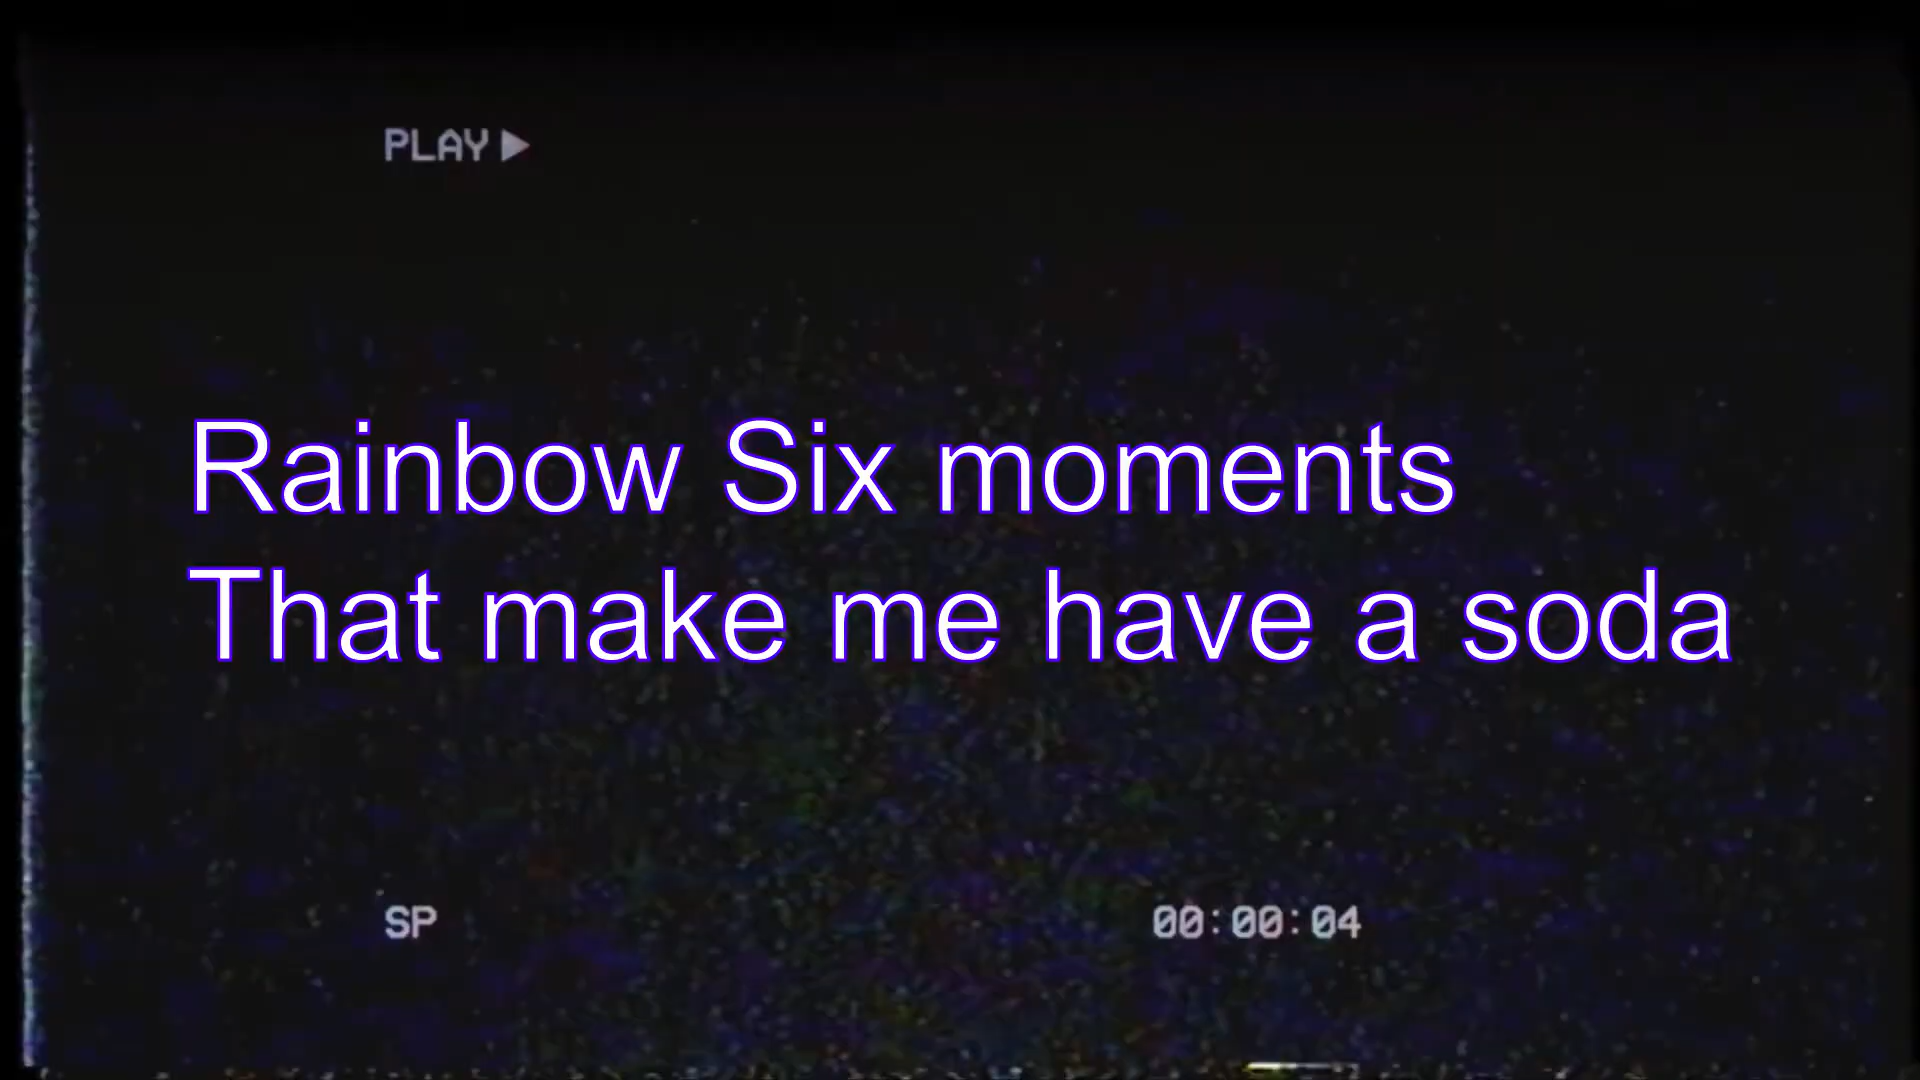 PLAY ▶
Rainbow Six moments
That make me have a soda
SP
00:00:04